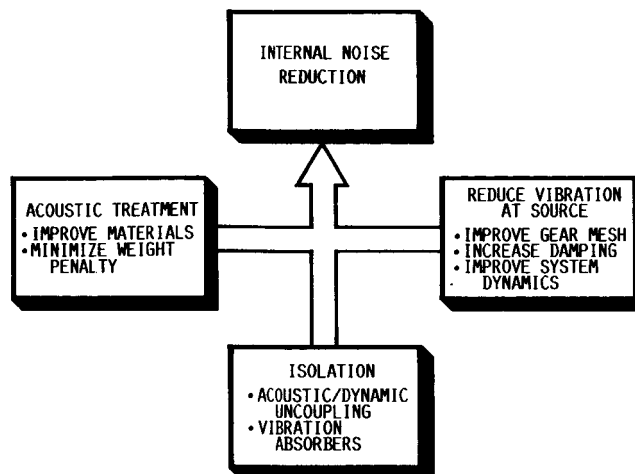 INTERNAL NOISE
REDUCTION
ACOUSTIC TREATMENT
• IMPROVE MATERIALS
• MINIMIZE WEIGHT
PENALTY
REDUCE VIBRATION
AT SOURCE
• IMPROVE GEAR MESH
• INCREASE DAMPING
• IMPROVE SYSTEM
DYNAMICS
ISOLATION
• ACOUSTIC/DYNAMIC
UNCOUPLING
• VIBRATION
ABSORBERS